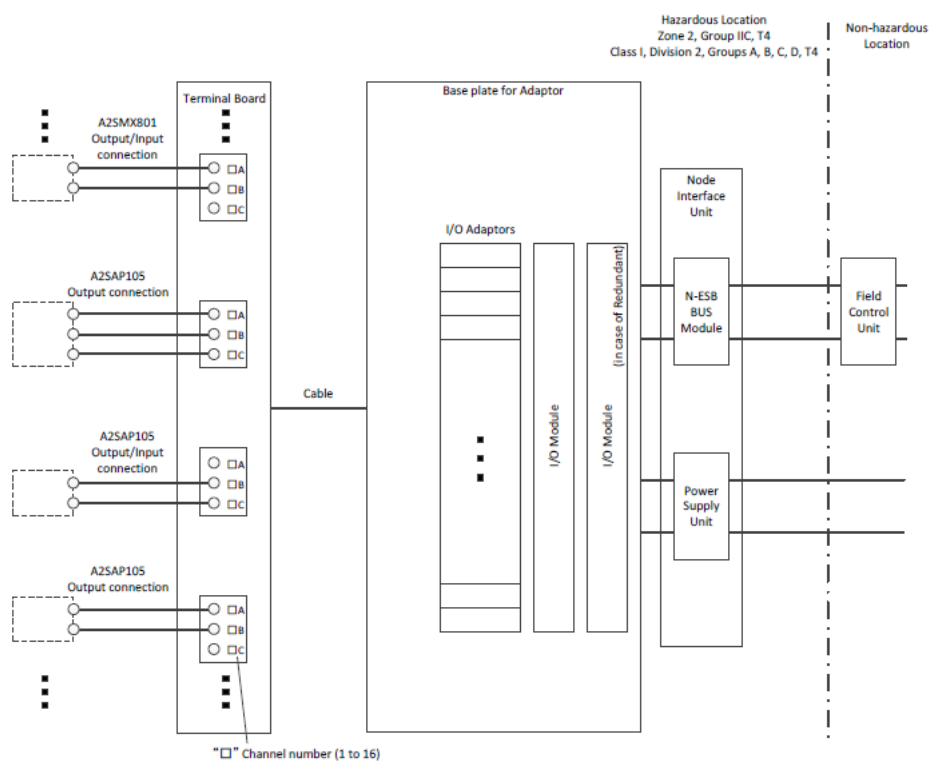 Hazardous Location
Zone 2, Group IIC, T4
Class I, Division 2, Groups A, B, C, D, T4
Non-hazardous
Location
Terminal Board
Base plate for Adaptor
A2SMX801
Output/Input
connection
□A
□B
□C
Node
Interface
Unit
I/O Adaptors
(in case of Redundant)
A2SAP105
Output connection
□A
□B
□C
N-ESB
BUS
Module
Field
Control
Unit
Cable
I/O Module
I/O Module
A2SAP105
Output/Input
connection
□A
□B
□C
Power
Supply
Unit
A2SAP105
Output connection
□A
□B
□C
"□" Channel number (1 to 16)